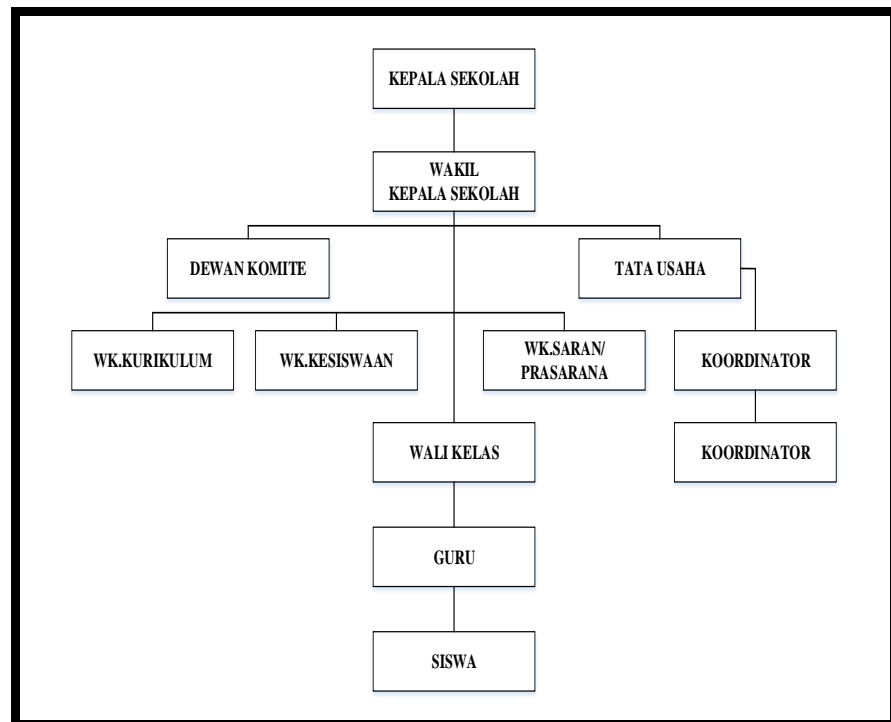 KEPALA SEKOLAH
WAKIL
KEPALA SEKOLAH
DEWAN KOMITE
TATA USAHA
WK.KURIKULUM
WK.KESISWAAN
WK.SARAN/
PRASARANA
KOORDINATOR
WALI KELAS
KOORDINATOR
GURU
SISWA